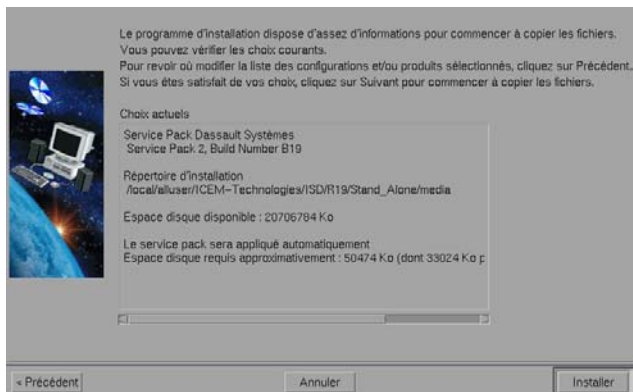 Le programme d'installation dispose d'assez d'informations pour commencer à copier les fichiers.
Vous pouvez vérifier les choix courants.
Pour revoir où modifier la liste des configurations et/ou produits sélectionnés, cliquez sur Précédent.
Si vous êtes satisfait de vos choix, cliquez sur Suivant pour commencer à copier les fichiers.
Choix actuels
Service Pack Dassault Systèmes
Service Pack 2, Build Number B19
Répertoire d'installation
/local/alluser/ICEM-Technologies/ISD/R19/Stand_Alone/media
Espace disque disponible : 20706784 Ko
Le service pack sera appliqué automatiquement
Espace disque requis approximativement : 50474 Ko (dont 33024 Ko p
< Précédent
Annuler
Installer